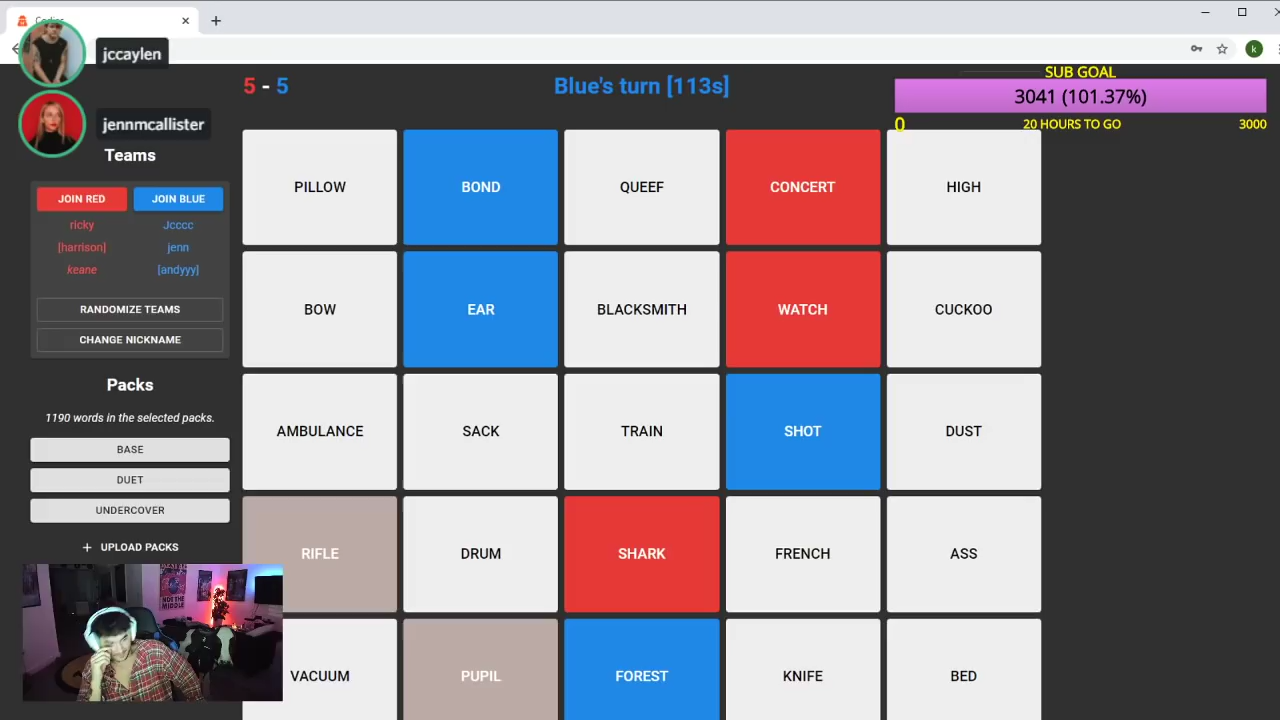 jccaylen
jennmcallister
5 - 5
Blue's turn [113s]
SUB GOAL
3041 (101.37%)
0
20 HOURS TO GO
3000
Teams
JOIN RED
JOIN BLUE
ricky
Jcccc
[harrison]
jenn
keane
[andyyy]
RANDOMIZE TEAMS
CHANGE NICKNAME
Packs
1190 words in the selected packs.
BASE
DUET
UNDERCOVER
+ UPLOAD PACKS
PILLOW
BOND
QUEEF
CONCERT
HIGH
BOW
EAR
BLACKSMITH
WATCH
CUCKOO
AMBULANCE
SACK
TRAIN
SHOT
DUST
RIFLE
DRUM
SHARK
FRENCH
ASS
VACUUM
PUPIL
FOREST
KNIFE
BED
k